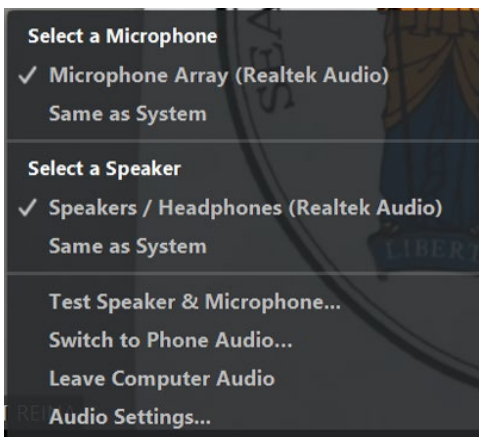 Select a Microphone
✓ Microphone Array (Realtek Audio)
Same as System
Select a Speaker
✓ Speakers / Headphones (Realtek Audio)
Same as System
LIBERT
Test Speaker & Microphone...
Switch to Phone Audio...
Leave Computer Audio
Audio Settings...